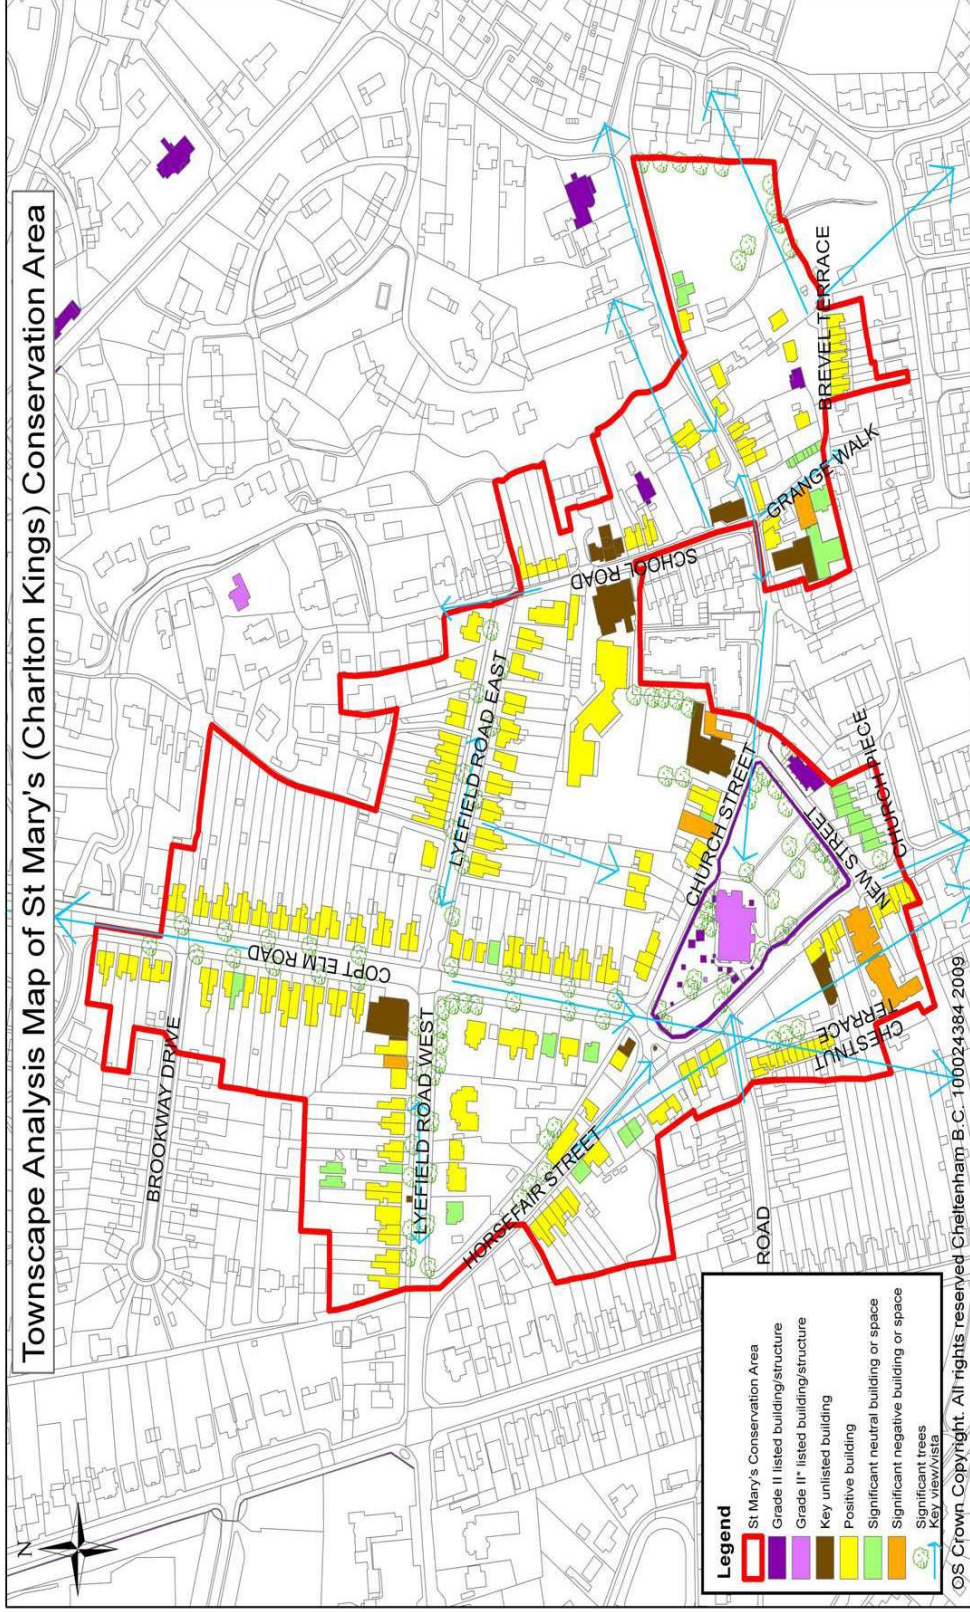 Townscape Analysis Map of St Mary's (Charlton Kings) Conservation Area
N
BROOKWAY DRIVE
COPT ELM ROAD
LYEFIELD ROAD WEST
LYEFIELD ROAD EAST
HORSEFAIR STREET
SCHOOL ROAD
CHURCH STREET
NEW STREET
CHURCH PIECE
CHESTNUT
TERRACE
GRANGE WALK
BREVEL TERRACE
ROAD
Legend
St Mary's Conservation Area
Grade II listed building/structure
Grade II* listed building/structure
Key unlisted building
Positive building
Significant neutral building or space
Significant negative building or space
Significant trees
Key view/vista
OS Crown Copyright. All rights reserved Cheltenham B.C. 100024384 2009